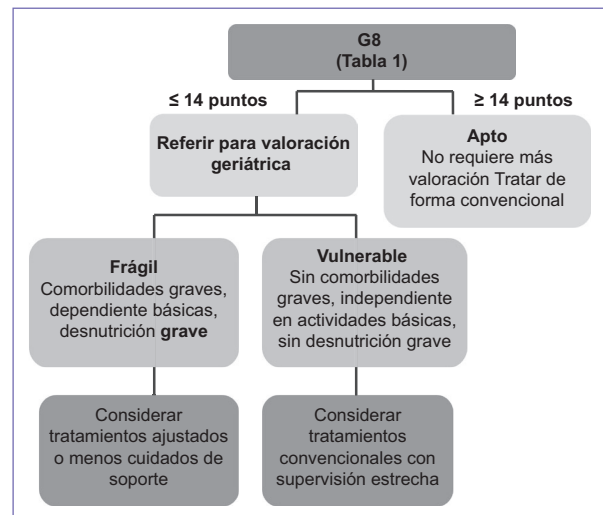 G8
(Tabla 1)
≤ 14 puntos
≥ 14 puntos
Referir para valoración
geriátrica
Apto
No requiere más
valoración Tratar de
forma convencional
Frágil
Comorbilidades graves,
dependiente básicas,
desnutrición grave
Vulnerable
Sin comorbilidades
graves, independiente
en actividades básicas,
sin desnutrición grave
Considerar
tratamientos ajustados
o menos cuidados de
soporte
Considerar
tratamientos
convencionales con
supervisión estrecha